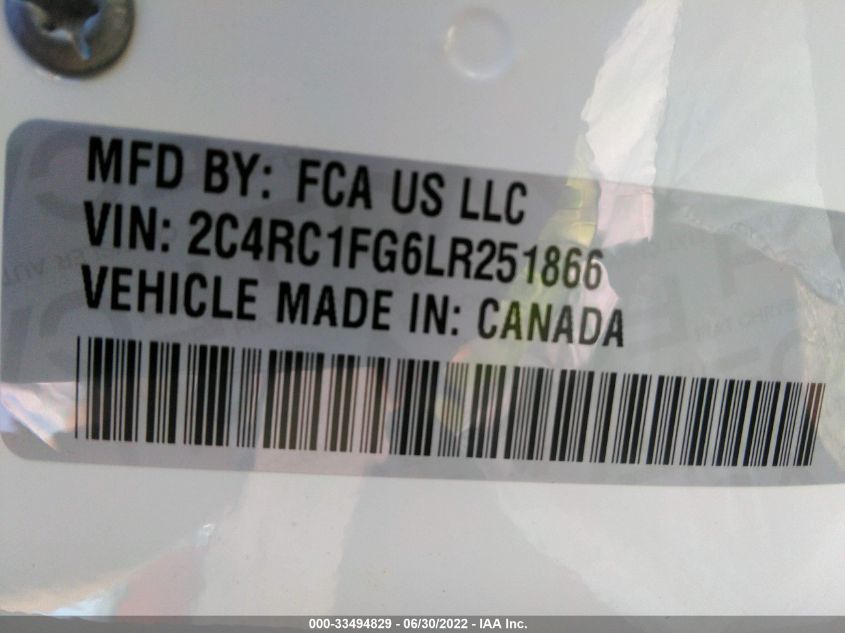 MFD BY: FCA US LLC
VIN: 2C4RC1FG6LR251866
VEHICLE MADE IN: CANADA
000-33494829 - 06/30/2022 - IAA Inc.